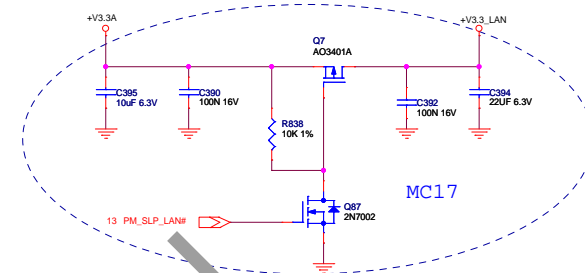 +V3.3A
+V3.3_LAN
Q7
AO3401A
C395
10uF 6.3V
C390
100N 16V
C392
100N 16V
C394
22UF 6.3V
R838
10K 1%
MC17
Q87
2N7002
13 PM_SLP_LAN#